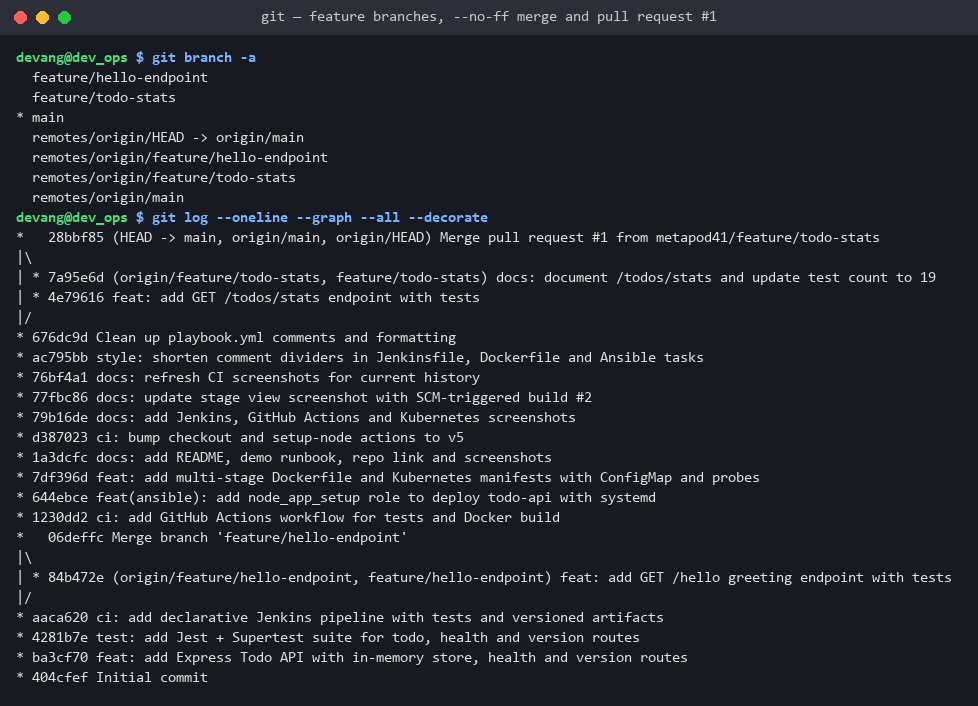 git — feature branches, --no-ff merge and pull request #1
devang@dev_ops $ git branch -a
  feature/hello-endpoint
  feature/todo-stats
* main
  remotes/origin/HEAD -> origin/main
  remotes/origin/feature/hello-endpoint
  remotes/origin/feature/todo-stats
  remotes/origin/main
devang@dev_ops $ git log --oneline --graph --all --decorate
*   28bbf85 (HEAD -> main, origin/main, origin/HEAD) Merge pull request #1 from metapod41/feature/todo-stats
|\
| * 7a95e6d (origin/feature/todo-stats, feature/todo-stats) docs: document /todos/stats and update test count to 19
| * 4e79616 feat: add GET /todos/stats endpoint with tests
|/
* 676dc9d Clean up playbook.yml comments and formatting
* ac795bb style: shorten comment dividers in Jenkinsfile, Dockerfile and Ansible tasks
* 76bf4a1 docs: refresh CI screenshots for current history
* 77fbc86 docs: update stage view screenshot with SCM-triggered build #2
* 79b16de docs: add Jenkins, GitHub Actions and Kubernetes screenshots
* d387023 ci: bump checkout and setup-node actions to v5
* 1a3dcfc docs: add README, demo runbook, repo link and screenshots
* 7df396d feat: add multi-stage Dockerfile and Kubernetes manifests with ConfigMap and probes
* 644ebce feat(ansible): add node_app_setup role to deploy todo-api with systemd
* 1230dd2 ci: add GitHub Actions workflow for tests and Docker build
*   06deffc Merge branch 'feature/hello-endpoint'
|\
| * 84b472e (origin/feature/hello-endpoint, feature/hello-endpoint) feat: add GET /hello greeting endpoint with tests
|/
* aaca620 ci: add declarative Jenkins pipeline with tests and versioned artifacts
* 4281b7e test: add Jest + Supertest suite for todo, health and version routes
* ba3cf70 feat: add Express Todo API with in-memory store, health and version routes
* 404cfef Initial commit